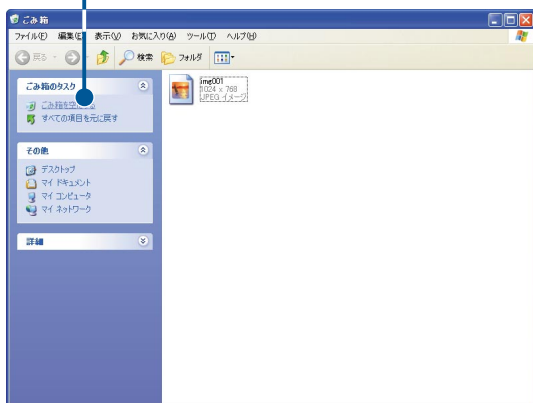 ごみ箱
ファイル(F) 編集(E) 表示(V) お気に入り(A) ツール(T) ヘルプ(H)
戻る 検索 フォルダ
ごみ箱のタスク
ごみ箱を空にする
すべての項目を元に戻す
その他
デスクトップ
マイ ドキュメント
マイ コンピュータ
マイ ネットワーク
詳細
img001
1024 x 768
JPEG イメージ